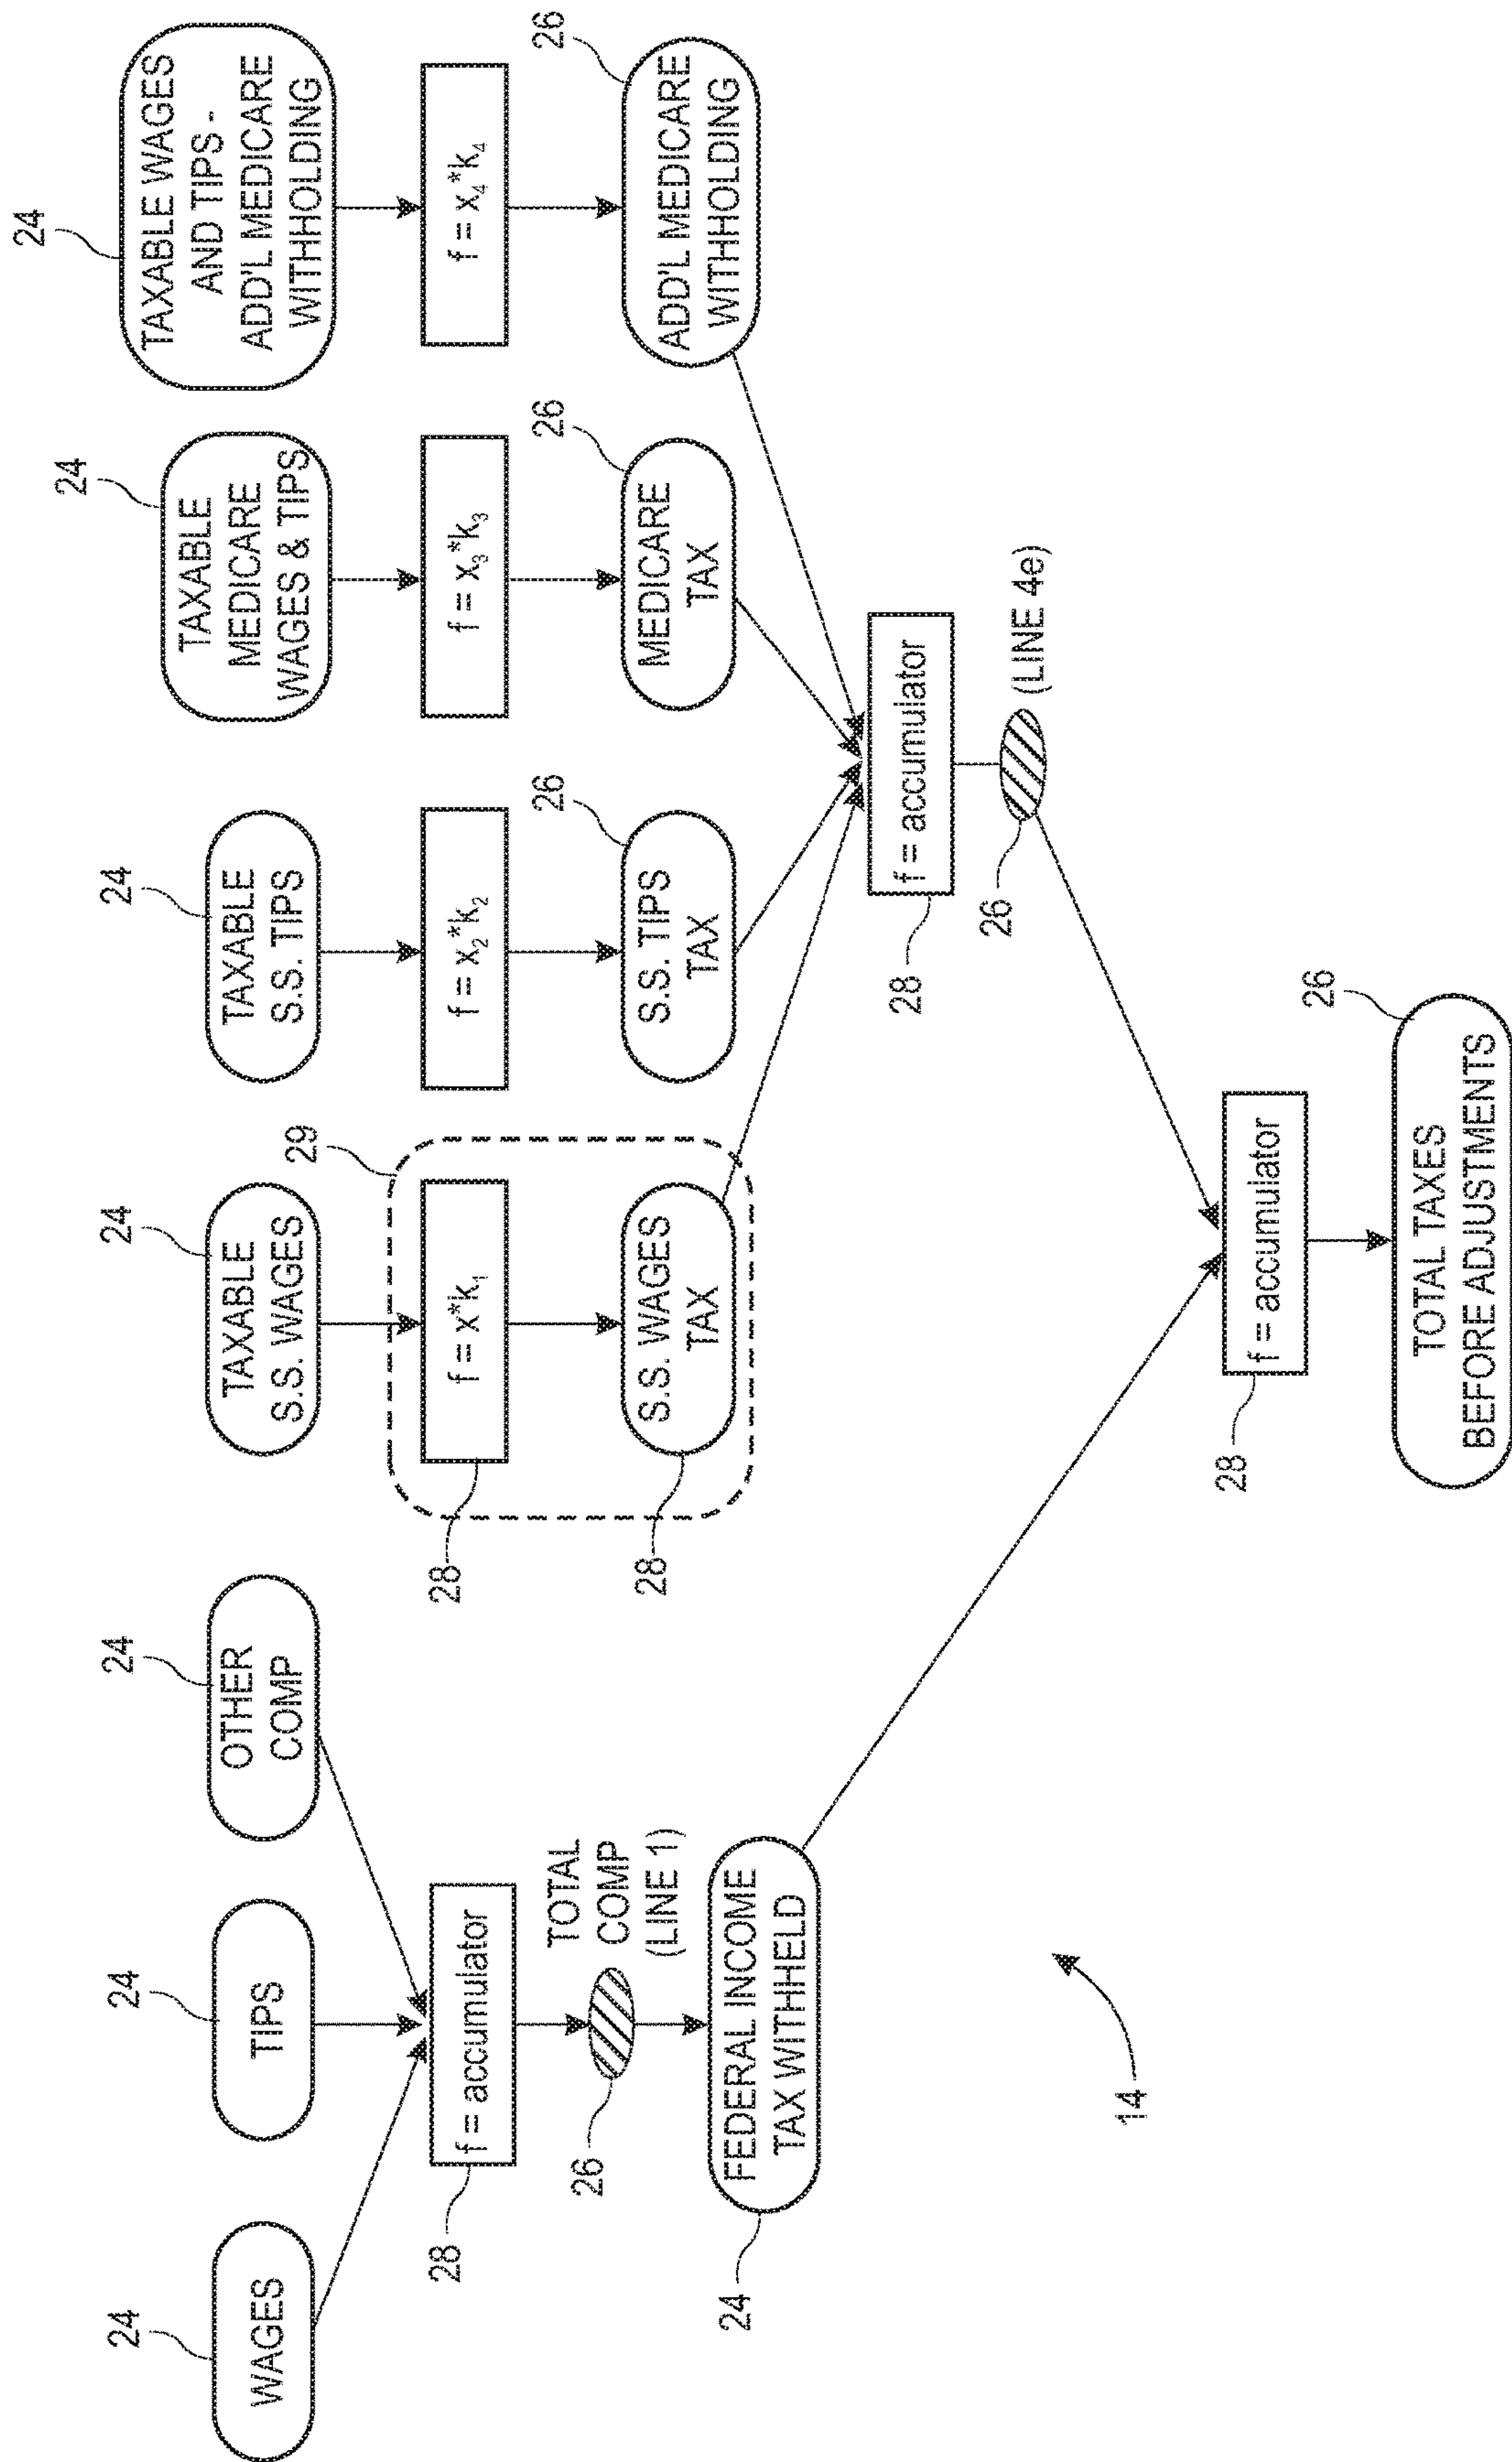 24
WAGES
24
TIPS
24
OTHER
COMP
24
TAXABLE
S.S. WAGES
24
TAXABLE
S.S. TIPS
24
TAXABLE
MEDICARE
WAGES & TIPS
24
TAXABLE WAGES
AND TIPS -
ADD'L MEDICARE
WITHHOLDING
28
f = accumulator
29
28
f = x*k₁
f = x₂*k₂
f = x₃*k₃
f = x₄*k₄
26
TOTAL
COMP
(LINE 1)
28
S.S. WAGES
TAX
26
S.S. TIPS
TAX
26
MEDICARE
TAX
26
ADD'L MEDICARE
WITHHOLDING
24
FEDERAL INCOME
TAX WITHHELD
28
f = accumulator
26
(LINE 4e)
14
28
f = accumulator
26
TOTAL TAXES
BEFORE ADJUSTMENTS